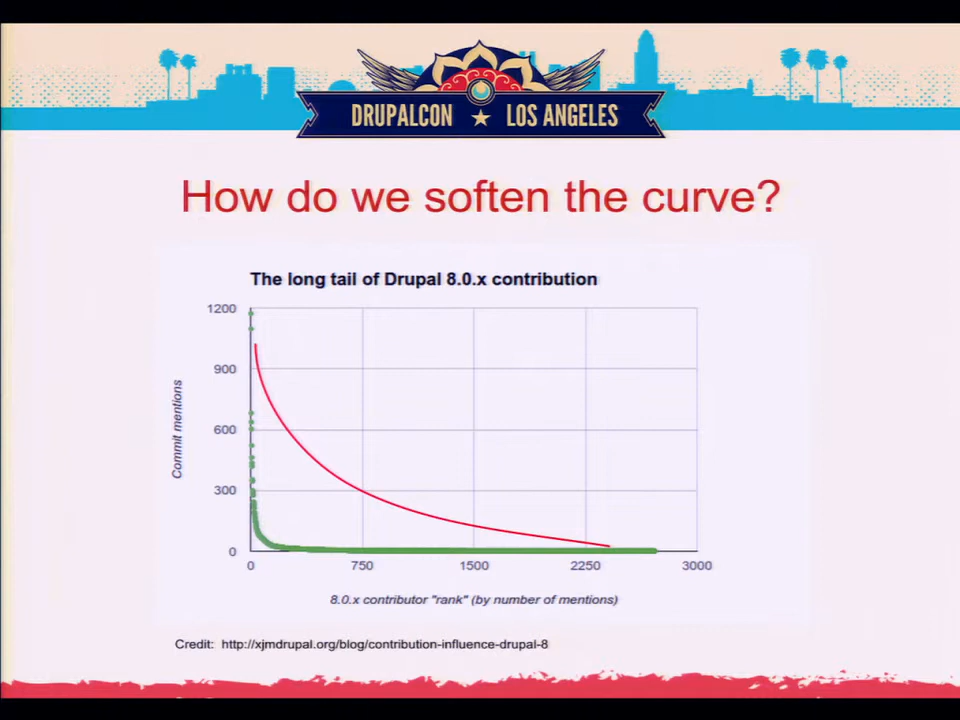 DRUPALCON ★ LOS ANGELES
How do we soften the curve?
The long tail of Drupal 8.0.x contribution
1200
900
600
300
0
Commit mentions
0 750 1500 2250 3000
8.0.x contributor "rank" (by number of mentions)
Credit: http://xjmdrupal.org/blog/contribution-influence-drupal-8